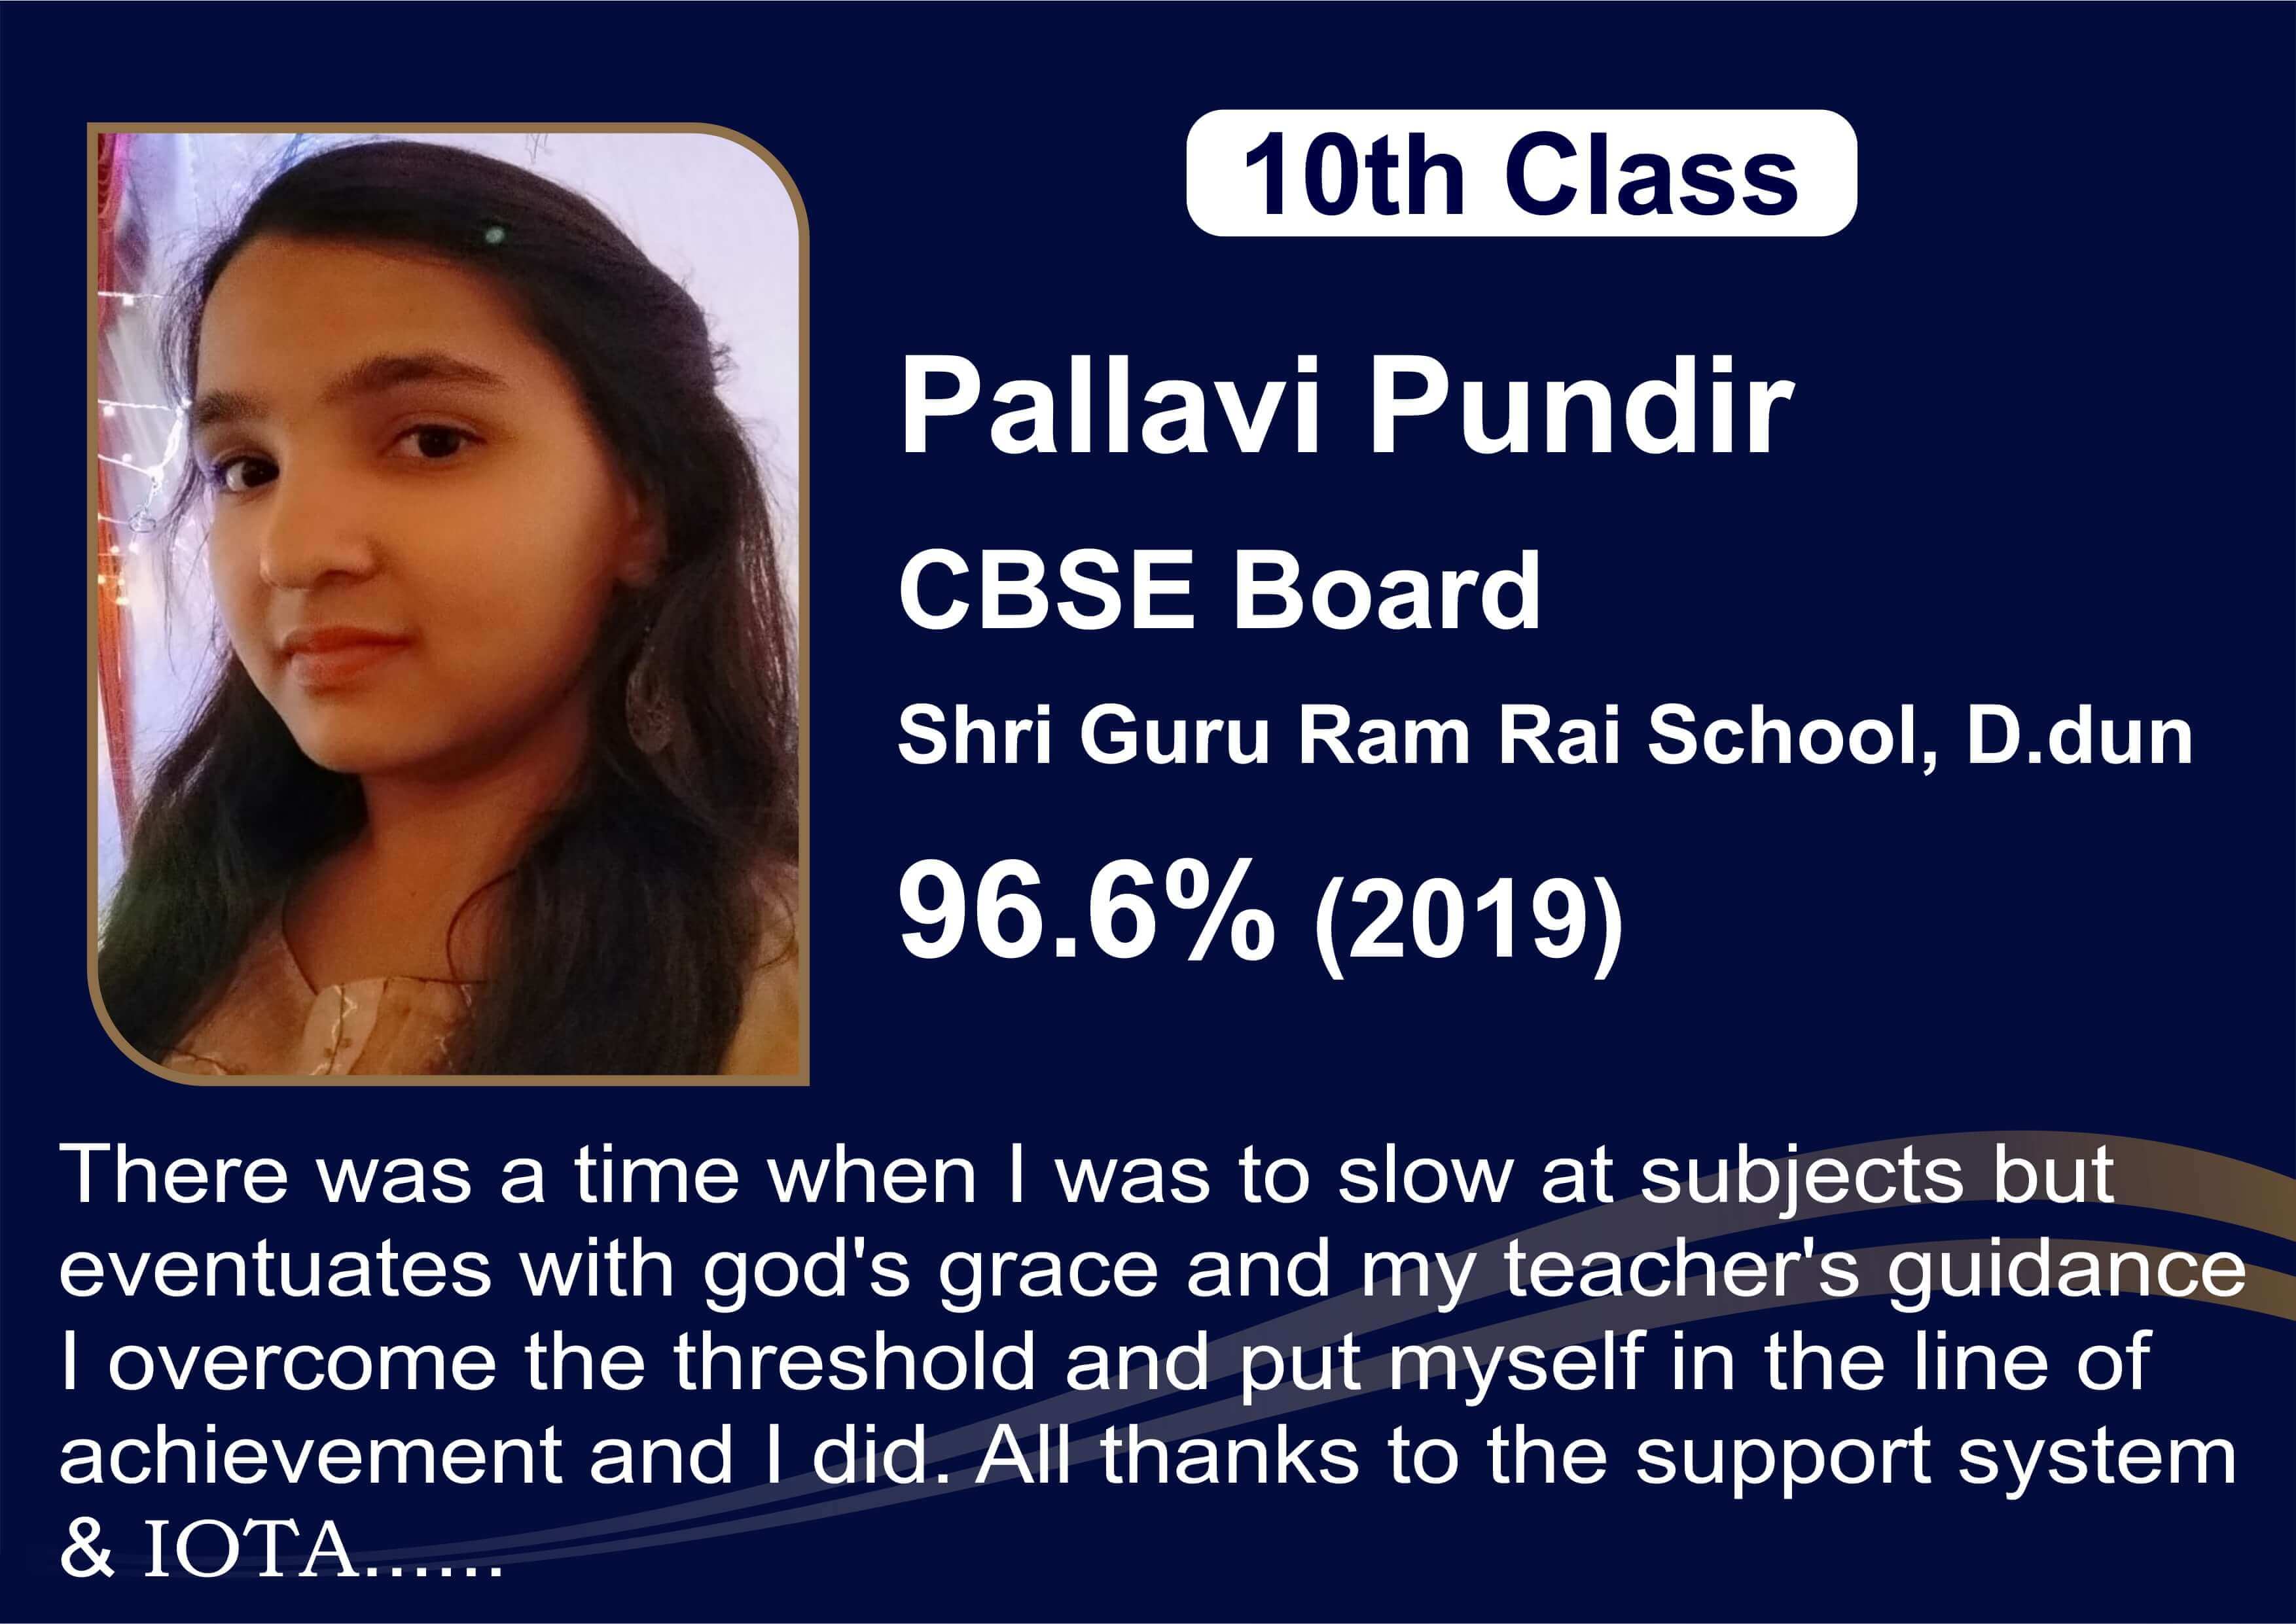 10th Class
Pallavi Pundir
CBSE Board
Shri Guru Ram Rai School, D.dun
96.6% (2019)
There was a time when I was to slow at subjects but
eventuates with god's grace and my teacher's guidance
I overcome the threshold and put myself in the line of
achievement and I did. All thanks to the support system
& IOTA......